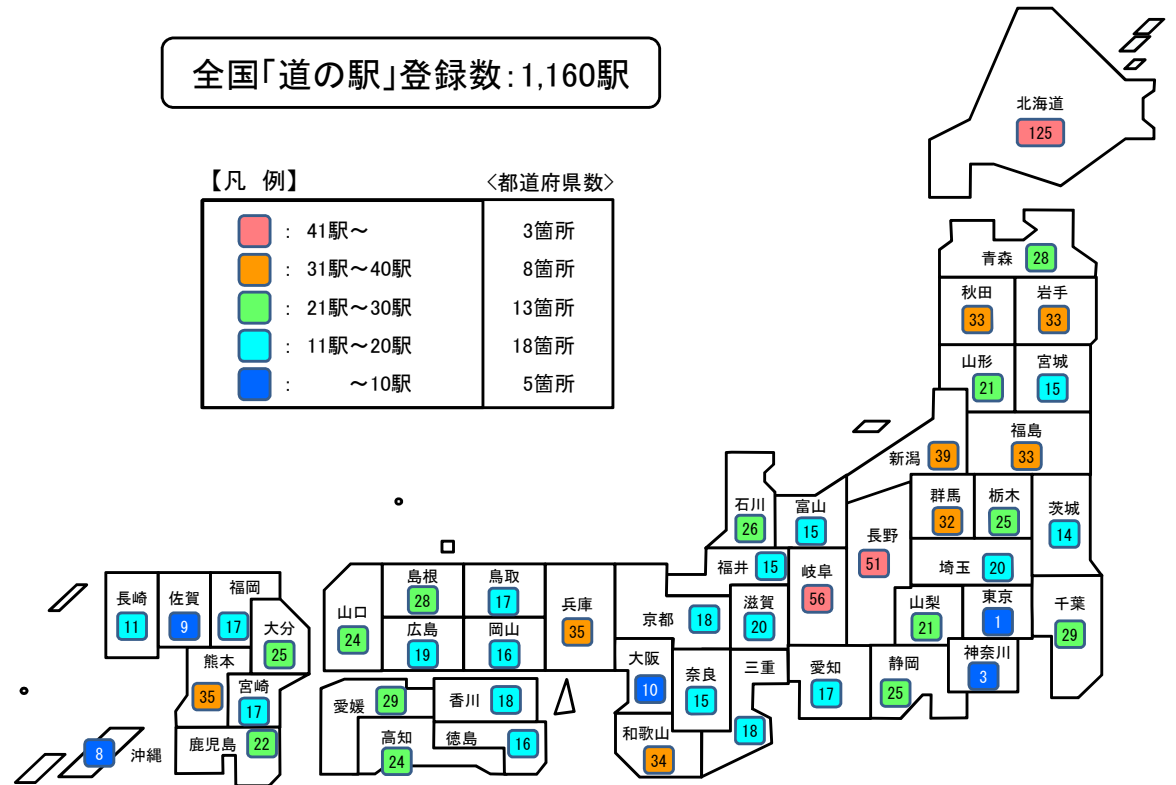 全国「道の駅」登録数:1,160駅
【凡 例】 <都道府県数>
: 41駅～ 3箇所
: 31駅～40駅 8箇所
: 21駅～30駅 13箇所
: 11駅～20駅 18箇所
: ～10駅 5箇所
北海道
125
青森 28
秋田
33
岩手
33
山形
21
宮城
15
福島
33
新潟 39
群馬
32
栃木
25
茨城
14
石川
26
富山
15
長野
51
埼玉 20
福井 15
岐阜
56
山梨
21
東京
1
千葉
29
神奈川
3
静岡
25
愛知
17
三重
18
滋賀
20
京都 18
奈良
15
大阪
10
和歌山
34
兵庫
35
鳥取
17
岡山
16
島根
28
広島
19
山口
24
香川 18
徳島 16
愛媛 29
高知
24
福岡
17
佐賀
9
長崎
11
大分
25
熊本
35
宮崎
17
鹿児島 22
8 沖縄